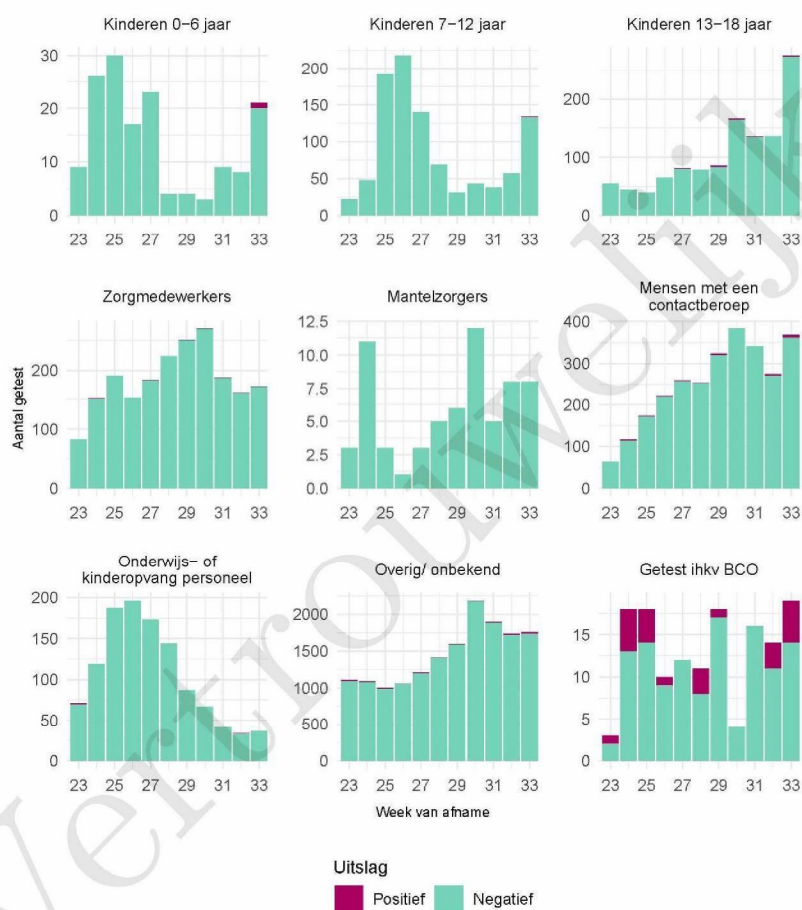 Kinderen 0–6 jaar
30
20
10
0
23 25 27 29 31 33
Kinderen 7–12 jaar
200
150
100
50
0
23 25 27 29 31 33
Kinderen 13–18 jaar
200
100
0
23 25 27 29 31 33
Aantal getest
Zorgmedewerkers
200
100
0
23 25 27 29 31 33
Mantelzorgers
12.5
10.0
7.5
5.0
2.5
0.0
23 25 27 29 31 33
Mensen met een
contactberoep
400
300
200
100
0
23 25 27 29 31 33
Onderwijs– of
kinderopvang personeel
200
150
100
50
0
23 25 27 29 31 33
Overig/ onbekend
2000
1500
1000
500
0
23 25 27 29 31 33
Getest ihkv BCO
15
10
5
0
23 25 27 29 31 33
Week van afname
Uitslag
Positief Negatief
Vertrouwelijk